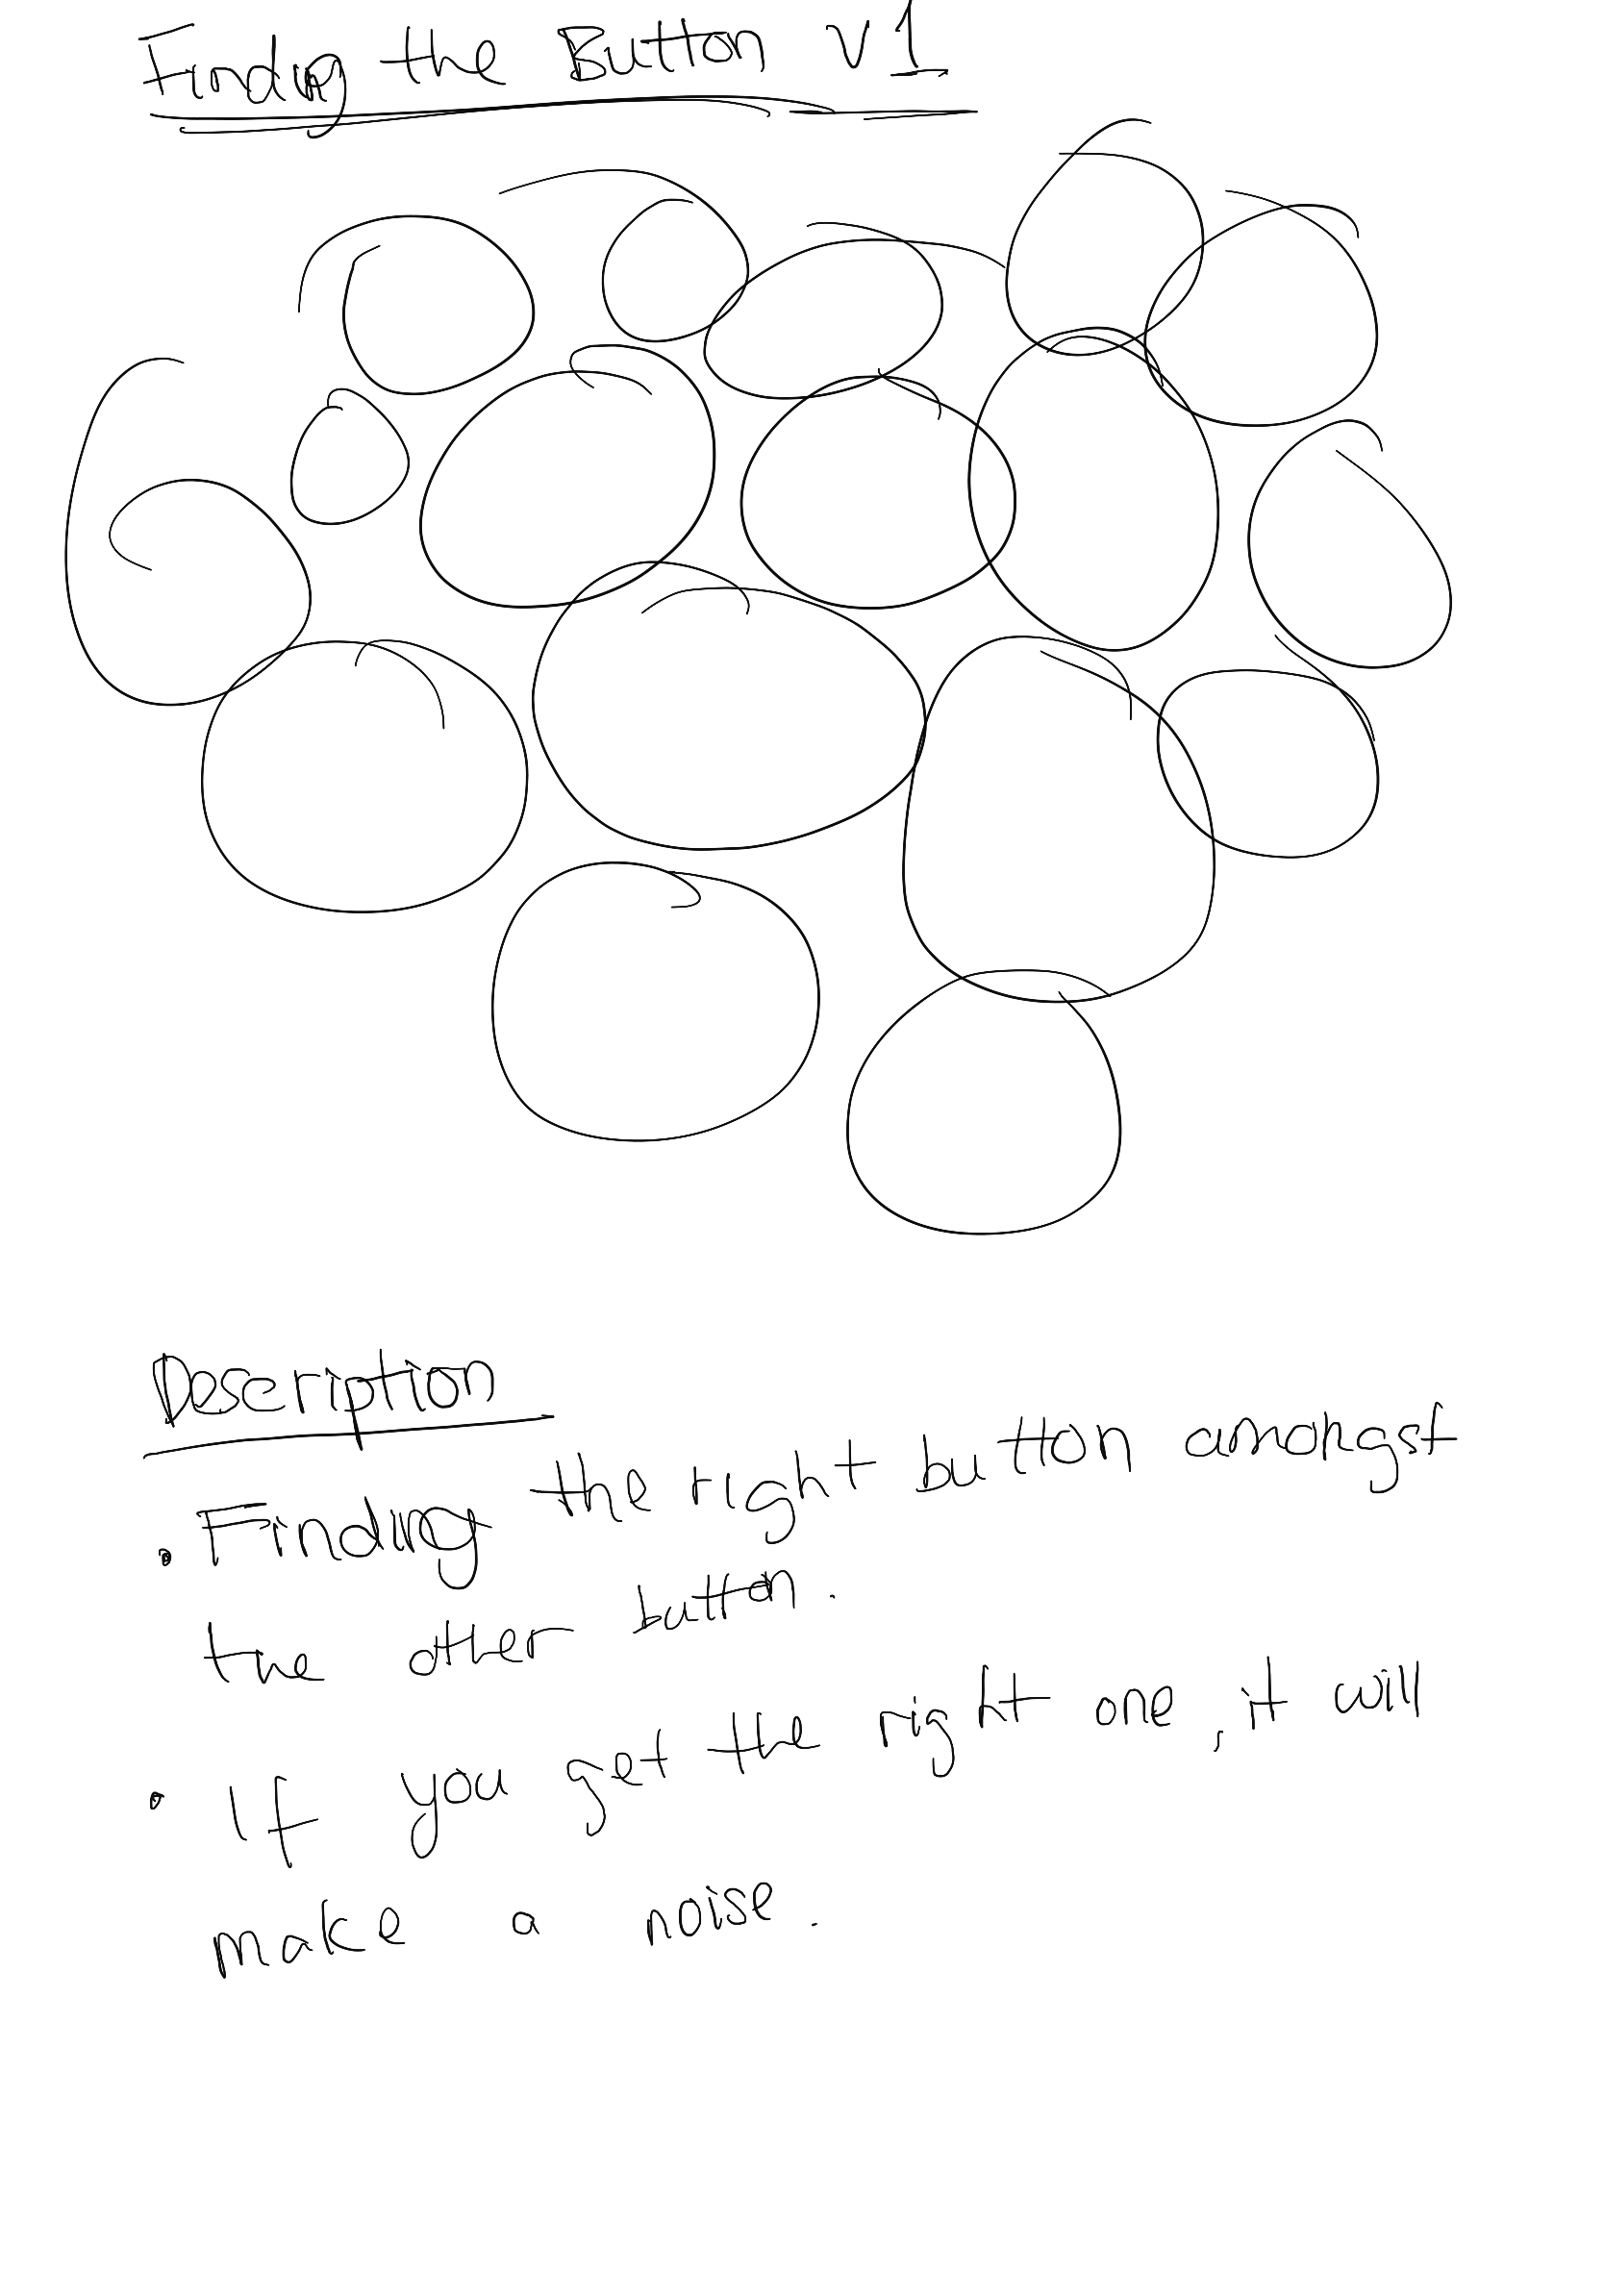 Finding the Button v1
Description
• Finding the right button amongst
the other button.
• If you get the right one, it will
make a noise.